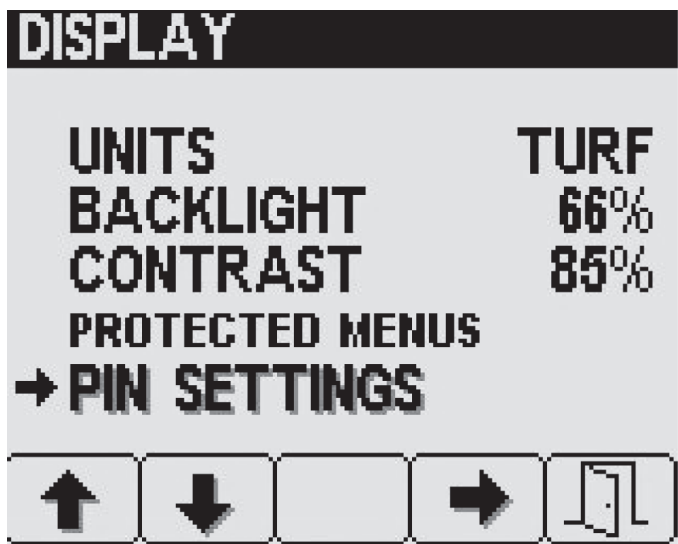 DISPLAY
UNITS TURF
BACKLIGHT 66%
CONTRAST 85%
PROTECTED MENUS
PIN SETTINGS